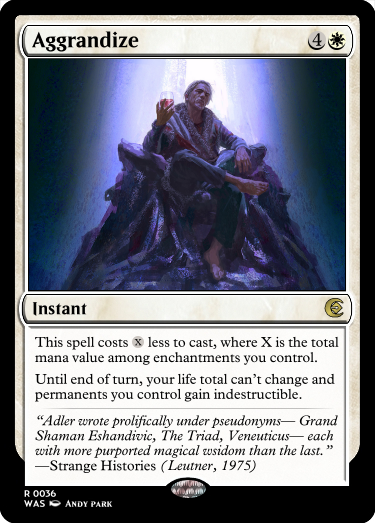 Aggrandize
4
Instant
This spell costs X less to cast, where X is the total
mana value among enchantments you control.
Until end of turn, your life total can't change and
permanents you control gain indestructible.
“Adler wrote prolifically under pseudonyms— Grand
Shaman Eshandivic, The Triad, Veneuticus— each
with more purported magical wsidom than the last.”
—Strange Histories (Leutner, 1975)
R 0036
WAS ANDY PARK